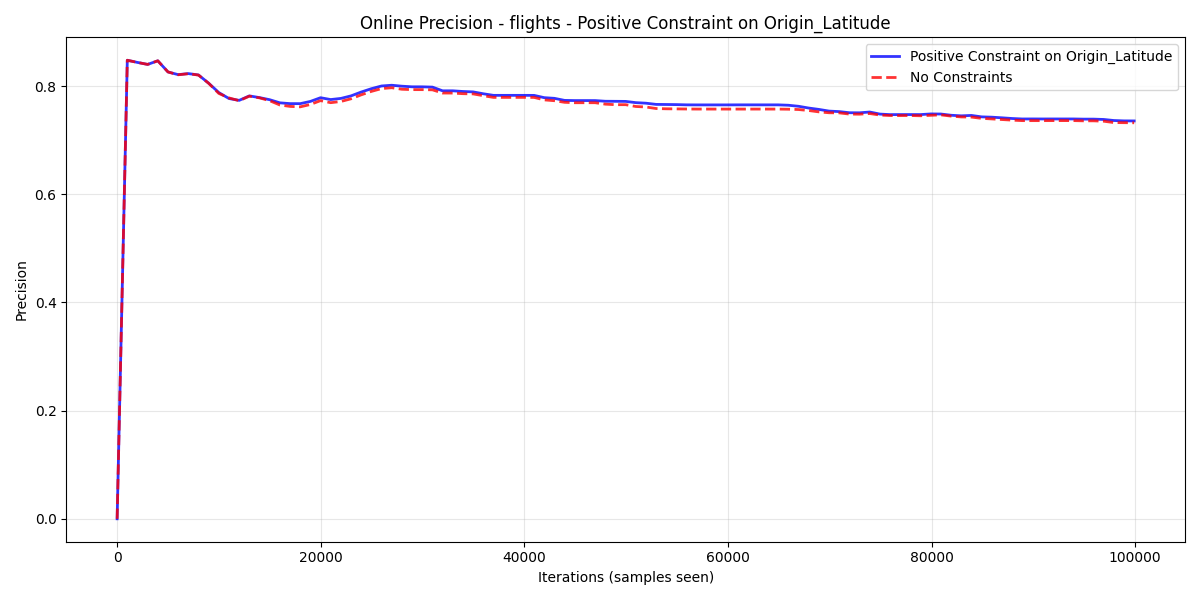 Online Precision - flights - Positive Constraint on Origin_Latitude
Positive Constraint on Origin_Latitude
No Constraints
Precision
0.8
0.6
0.4
0.2
0.0
0
20000
40000
60000
80000
100000
Iterations (samples seen)